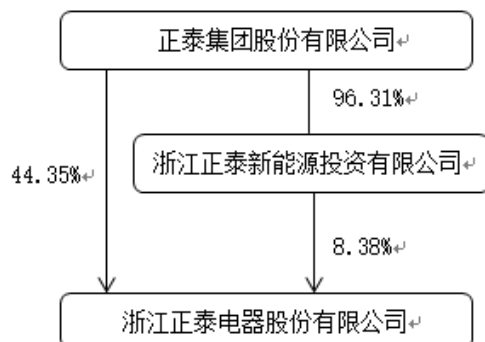 正泰集团股份有限公司
96.31%
浙江正泰新能源投资有限公司
44.35%
8.38%
浙江正泰电器股份有限公司